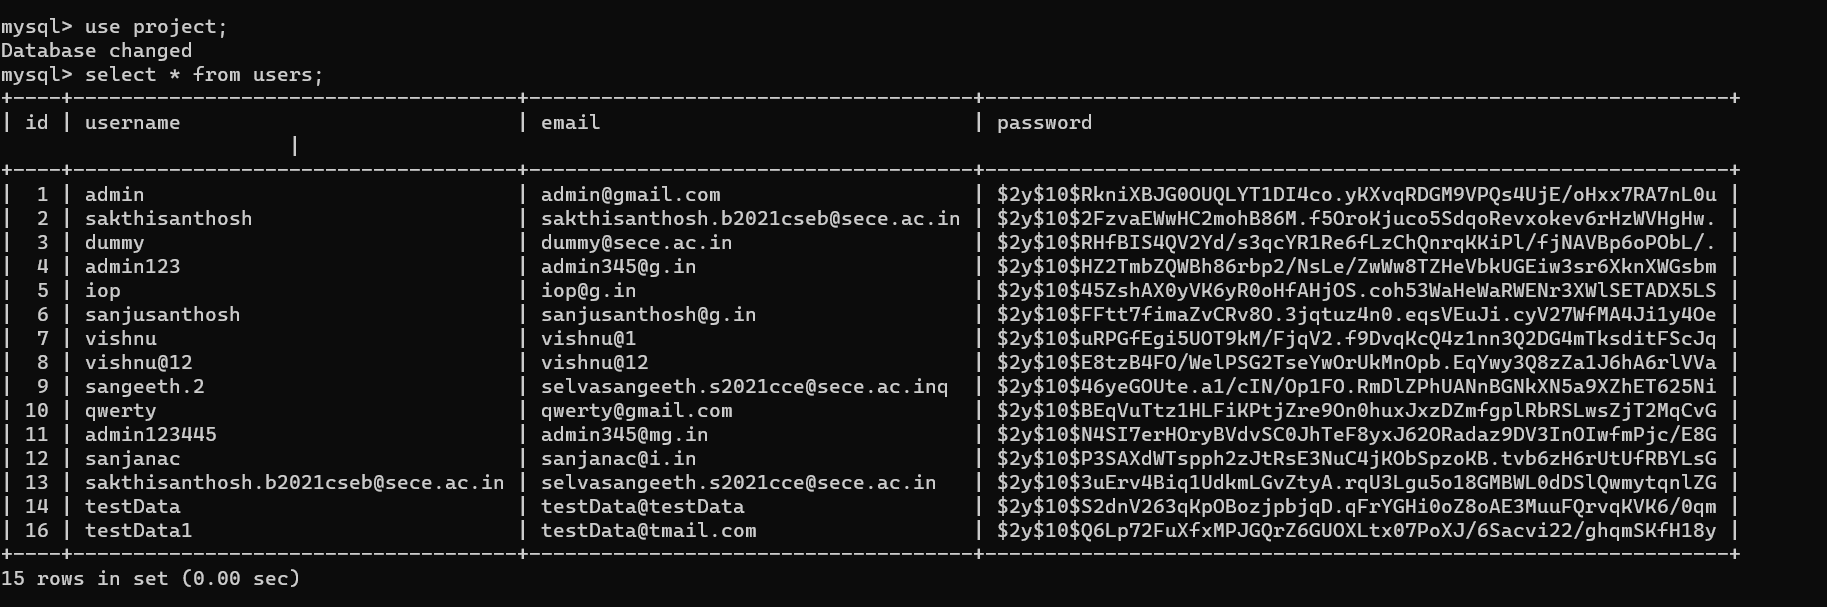 mysql> use project;
Database changed
mysql> select * from users;
+----+-------------------------------------+-------------------------------------+--------------------------------------------------------------+
| id | username                            | email                               | password
                        |
+----+-------------------------------------+-------------------------------------+--------------------------------------------------------------+
|  1 | admin                               | admin@gmail.com                     | $2y$10$RkniXBJG0OUQLYT1DI4co.yKXvqRDGM9VPQs4UjE/oHxx7RA7nL0u |
|  2 | sakthisanthosh                      | sakthisanthosh.b2021cseb@sece.ac.in | $2y$10$2FzvaEWwHC2mohB86M.f5OroKjuco5SdqoRevxokev6rHzWVHgHw. |
|  3 | dummy                               | dummy@sece.ac.in                    | $2y$10$RHfBIS4QV2Yd/s3qcYR1Re6fLzChQnrqKKiPl/fjNAVBp6oPObL/. |
|  4 | admin123                            | admin345@g.in                       | $2y$10$HZ2TmbZQWBh86rbp2/NsLe/ZwWw8TZHeVbkUGEiw3sr6XknXWGsbm |
|  5 | iop                                 | iop@g.in                            | $2y$10$45ZshAX0yVK6yR0oHfAHjOS.coh53WaHeWaRWENr3XWlSETADX5LS |
|  6 | sanjusanthosh                       | sanjusanthosh@g.in                  | $2y$10$FFtt7fimaZvCRv8O.3jqtuz4n0.eqsVEuJi.cyV27WfMA4Ji1y4Oe |
|  7 | vishnu                              | vishnu@1                            | $2y$10$uRPGfEgi5UOT9kM/FjqV2.f9DvqKcQ4z1nn3Q2DG4mTksditFScJq |
|  8 | vishnu@12                           | vishnu@12                           | $2y$10$E8tzB4FO/WelPSG2TseYwOrUkMnOpb.EqYwy3Q8zZa1J6hA6rlVVa |
|  9 | sangeeth.2                          | selvasangeeth.s2021cce@sece.ac.inq  | $2y$10$46yeGOUte.a1/cIN/Op1FO.RmDlZPhUANnBGNkXN5a9XZhET625Ni |
| 10 | qwerty                              | qwerty@gmail.com                    | $2y$10$BEqVuTtz1HLFiKPtjZre9On0huxJxzDZmfgplRbRSLwsZjT2MqCvG |
| 11 | admin123445                         | admin345@mg.in                      | $2y$10$N4SI7erHOryBVdvSC0JhTeF8yxJ62ORadaz9DV3InOIwfmPjc/E8G |
| 12 | sanjanac                            | sanjanac@i.in                       | $2y$10$P3SAXdWTspph2zJtRsE3NuC4jKObSpzoKB.tvb6zH6rUtUfRBYLsG |
| 13 | sakthisanthosh.b2021cseb@sece.ac.in | selvasangeeth.s2021cce@sece.ac.in   | $2y$10$3uErv4Biq1UdkmLGvZtyA.rqU3Lgu5o18GMBWL0dDSlQwmytqnlZG |
| 14 | testData                            | testData@testData                   | $2y$10$S2dnV263qKpOBozjpbjqD.qFrYGHi0oZ8oAE3MuuFQrvqKVK6/0qm |
| 16 | testData1                           | testData@tmail.com                  | $2y$10$Q6Lp72FuXfxMPJGQrZ6GUOXLtx07PoXJ/6Sacvi22/ghqmSKfH18y |
+----+-------------------------------------+-------------------------------------+--------------------------------------------------------------+
15 rows in set (0.00 sec)